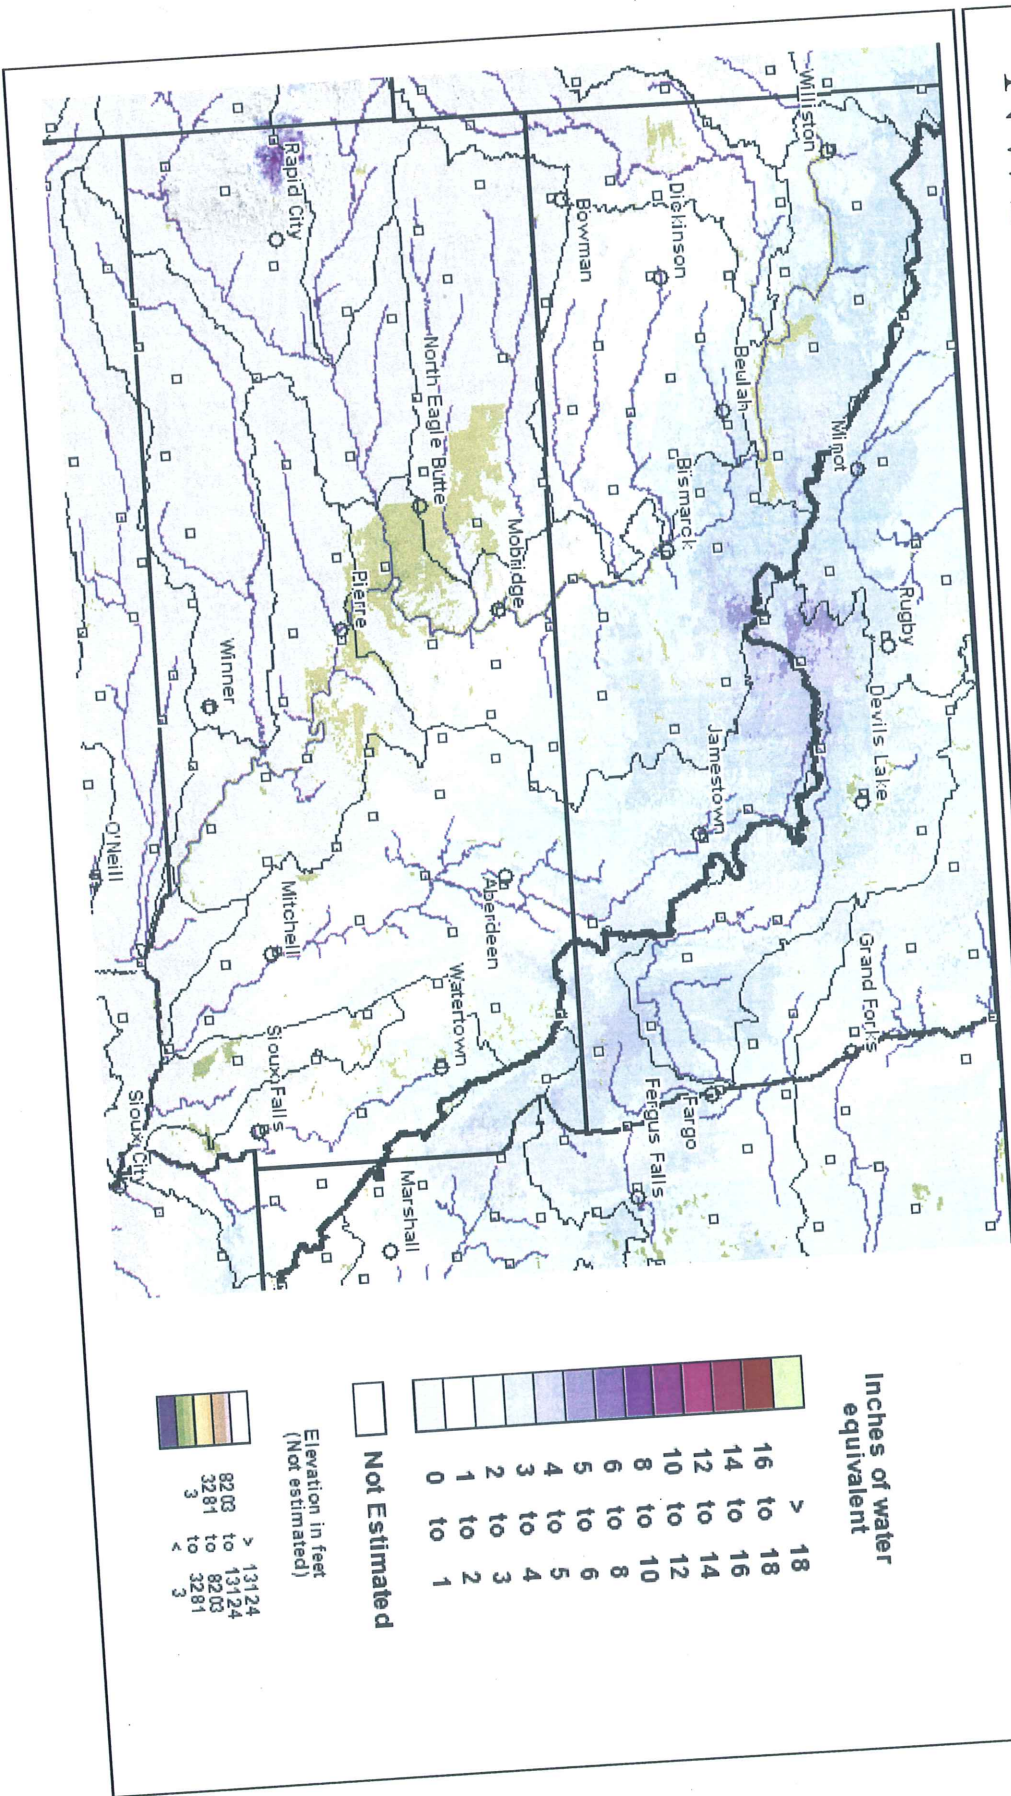 Williston
Minot
Rugby
Devils Lake
Grand Forks
Dickinson
Beulah
Bismarck
Jamestown
Fargo
Bowman
Fergus Falls
North Eagle Butte
Mobridge
Aberdeen
Watertown
Marshall
Rapid City
Pierre
Mitchell
Sioux Falls
Winner
O'Neill
Sioux City
Inches of water
equivalent
> 18
16 to 18
14 to 16
12 to 14
10 to 12
8 to 10
6 to 8
5 to 6
4 to 5
3 to 4
2 to 3
1 to 2
0 to 1
Not Estimated
Elevation in feet
(Not estimated)
> 13124
8203 to 13124
3281 to 8203
3 to 3281
< 3